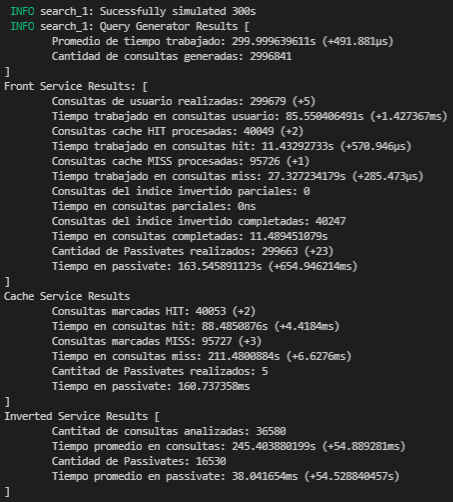 INFO search_1: Sucessfully simulated 300s
INFO search_1: Query Generator Results [
Promedio de tiempo trabajado: 299.999639611s (+491.881µs)
Cantidad de consultas generadas: 2996841
]
Front Service Results: [
Consultas de usuario realizadas: 299679 (+5)
Tiempo trabajado en consultas usuario: 85.550406491s (+1.427367ms)
Consultas cache HIT procesadas: 40049 (+2)
Tiempo trabajado en consultas hit: 11.43292733s (+570.946µs)
Consultas cache MISS procesadas: 95726 (+1)
Tiempo trabajado en consultas miss: 27.327234179s (+285.473µs)
Consultas del indice invertido parciales: 0
Tiempo en consultas parciales: 0ns
Consultas del indice invertido completadas: 40247
Tiempo en consultas completadas: 11.489451079s
Cantidad de Passivates realizados: 299663 (+23)
Tiempo en passivate: 163.545891123s (+654.946214ms)
]
Cache Service Results
Consultas marcadas HIT: 40053 (+2)
Tiempo en consultas hit: 88.4850876s (+4.4184ms)
Consultas marcadas MISS: 95727 (+3)
Tiempo en consultas miss: 211.4800884s (+6.6276ms)
Cantitad de Passivates realizados: 5
Tiempo en passivate: 160.737358ms
]
Inverted Service Results [
Cantitad de consultas analizadas: 36580
Tiempo promedio en consultas: 245.403880199s (+54.889281ms)
Cantidad de Passivates: 16530
Tiempo promedio en passivate: 38.041654ms (+54.528840457s)
]